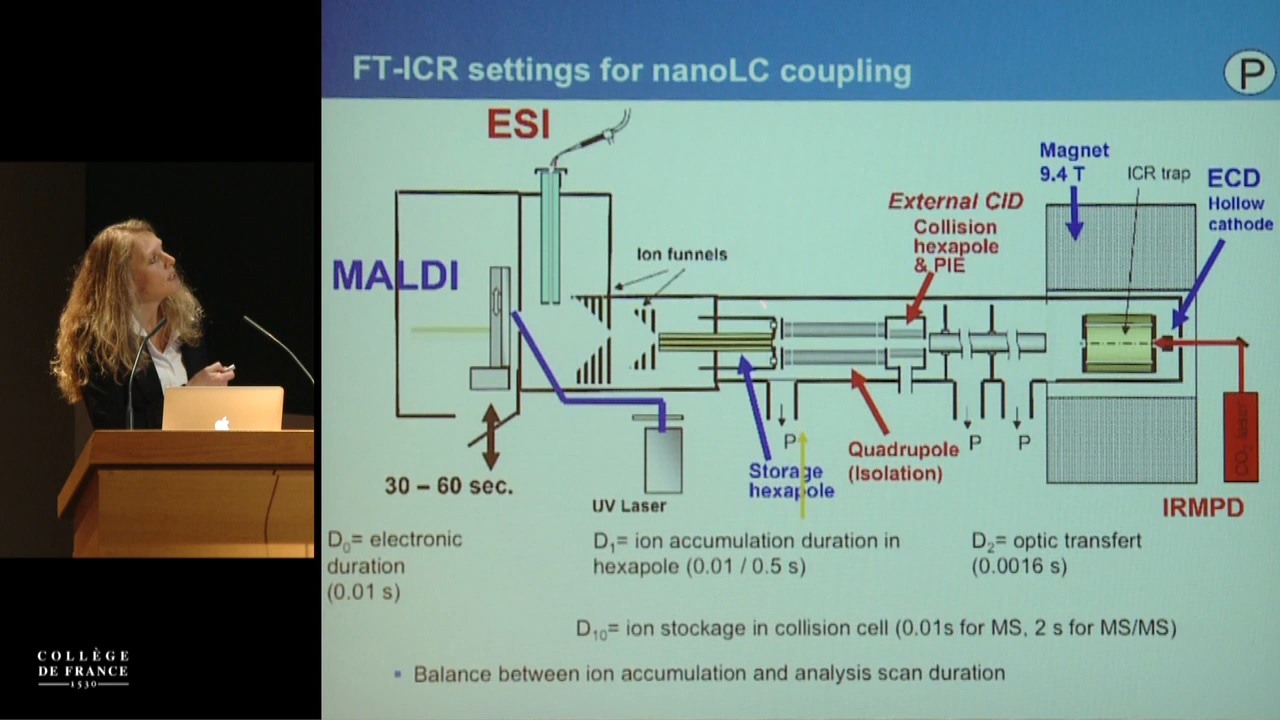 FT-ICR settings for nanoLC coupling
P
ESI
Magnet
9.4 T
ICR trap
ECD
Hollow
cathode
External CID
Collision
hexapole
& PIE
Ion funnels
MALDI
P
P
P
Quadrupole
(Isolation)
Storage
hexapole
CO2 laser
30 – 60 sec.
UV Laser
IRMPD
D0= electronic
duration
(0.01 s)
D1= ion accumulation duration in
hexapole (0.01 / 0.5 s)
D2= optic transfert
(0.0016 s)
D10= ion stockage in collision cell (0.01s for MS, 2 s for MS/MS)
▪ Balance between ion accumulation and analysis scan duration
COLLÈGE
DE FRANCE
1530